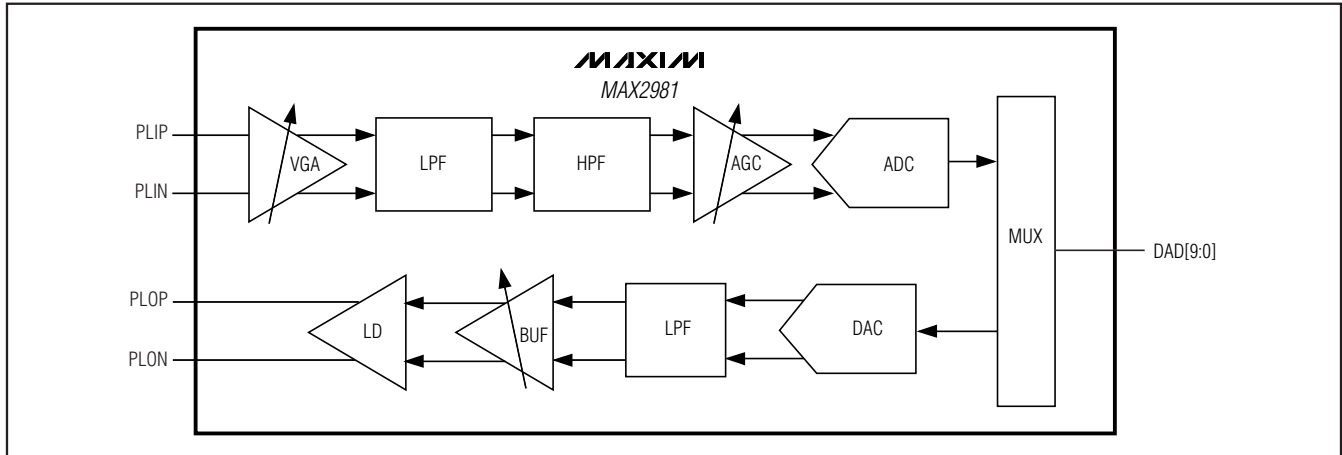 MAXIM
MAX2981
PLIP
PLIN
VGA
LPF
HPF
AGC
ADC
MUX
DAD[9:0]
PLOP
PLON
LD
BUF
LPF
DAC